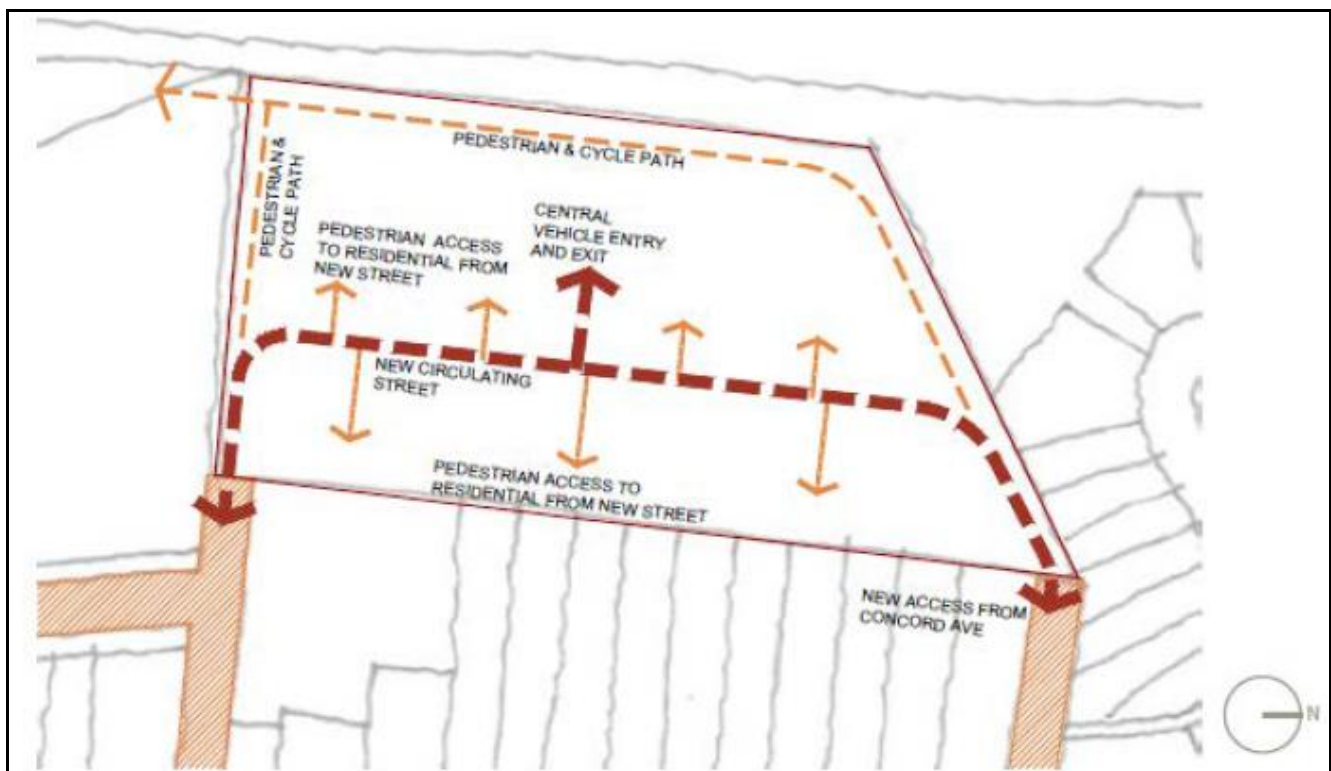 PEDESTRIAN & CYCLE PATH
PEDESTRIAN &
CYCLE PATH
CENTRAL
VEHICLE ENTRY
AND EXIT
PEDESTRIAN ACCESS
TO RESIDENTIAL FROM
NEW STREET
NEW CIRCULATING
STREET
PEDESTRIAN ACCESS TO
RESIDENTIAL FROM NEW STREET
NEW ACCESS FROM
CONCORD AVE
N